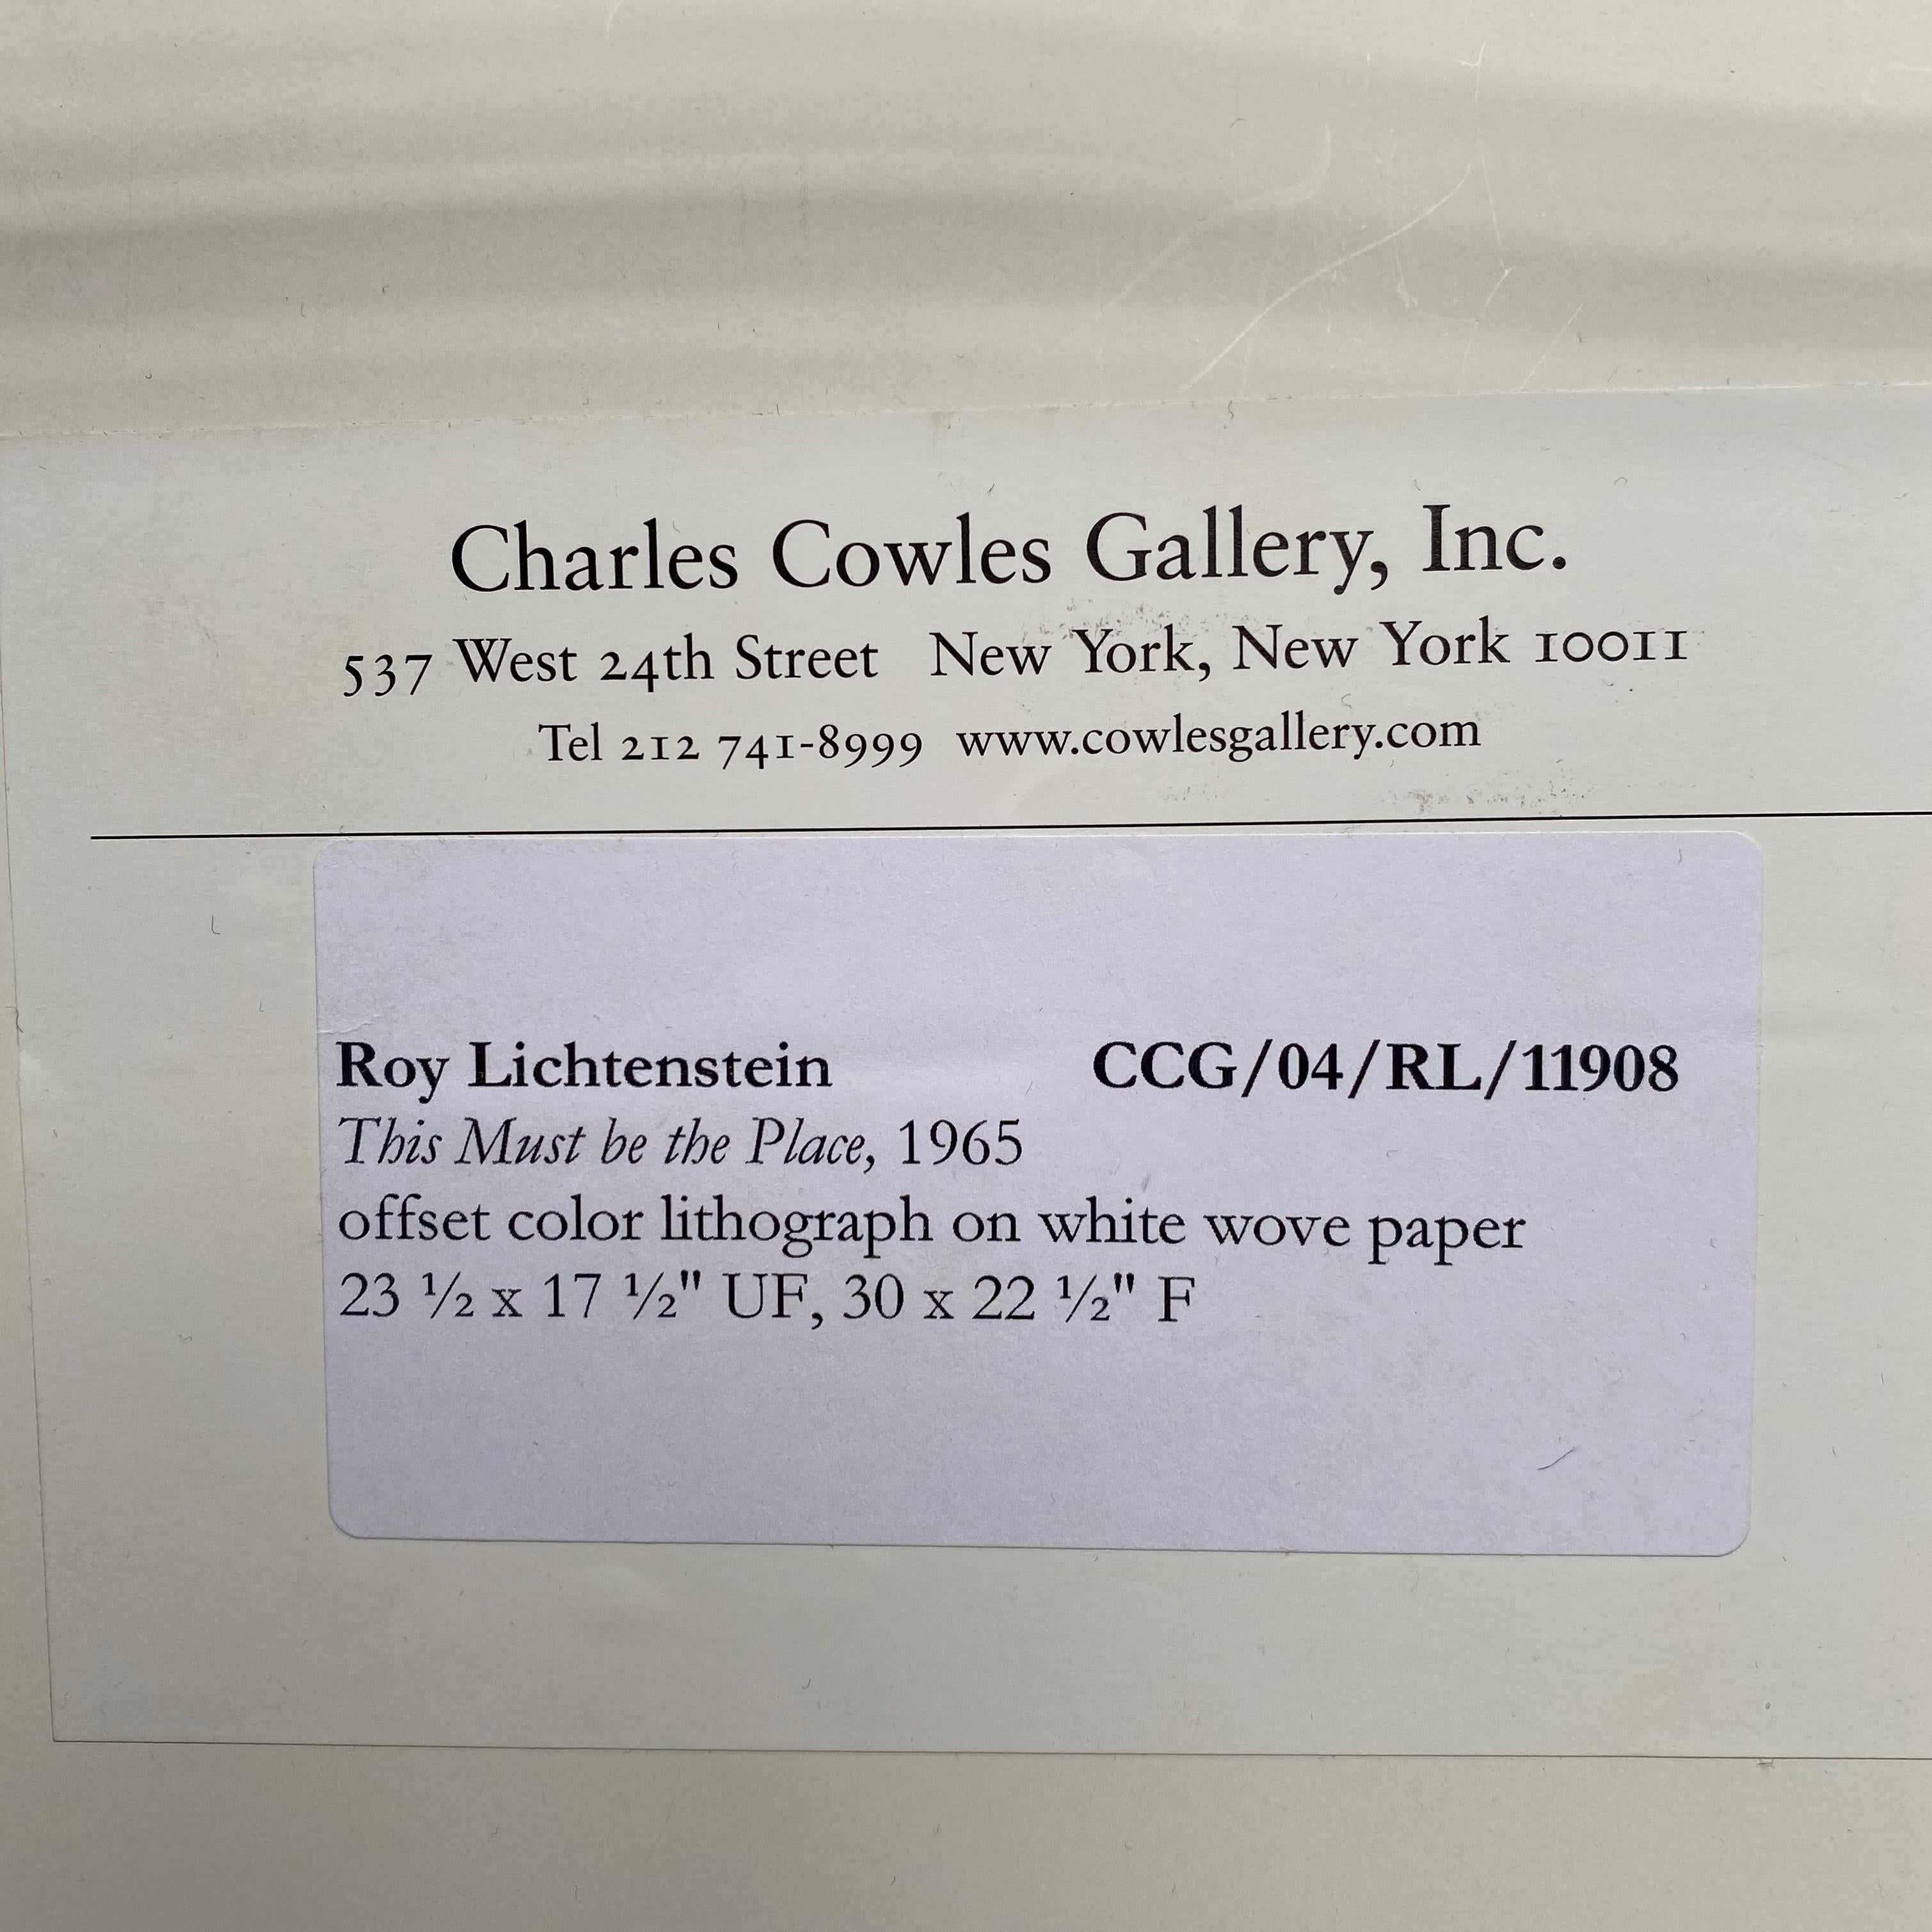 Charles Cowles Gallery, Inc.
537 West 24th Street New York, New York 10011
Tel 212 741-8999 www.cowlesgallery.com
Roy Lichtenstein CCG/04/RL/11908
This Must be the Place, 1965
offset color lithograph on white wove paper
23 ½ x 17 ½" UF, 30 x 22 ½" F